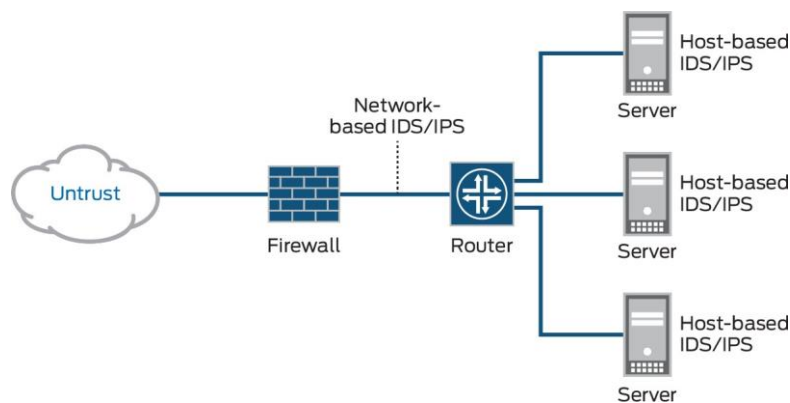 Host-based
IDS/IPS
Server
Network-
based IDS/IPS
Untrust
Firewall
Router
Host-based
IDS/IPS
Server
Host-based
IDS/IPS
Server